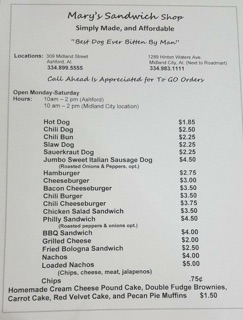 Mary's Sandwich Shop
Simply Made, and Affordable
"Best Dog Ever Bitten By Man"
Locations: 309 Midland Street 1289 Hinton Waters Ave.
Ashford, AL Midland City, AL (Next to Roadmart)
334.899.5555 334.983.1111
Call Ahead Is Appreciated for To GO Orders
Open Monday-Saturday
Hours: 10am – 2 pm (Ashford)
10 am – 2 pm (Midland City location)
Hot Dog $1.85
Chili Dog $2.50
Chili Bun $2.25
Slaw Dog $2.25
Sauerkraut Dog $2.25
Jumbo Sweet Italian Sausage Dog $4.50
(Roasted Onions & Peppers, opt.)
Hamburger $2.75
Cheeseburger $3.00
Bacon Cheeseburger $3.50
Chili Burger $3.50
Chili Cheeseburger $3.75
Chicken Salad Sandwich $3.50
Philly Sandwich $4.50
(Roasted peppers & onions opt.)
BBQ Sandwich $4.00
Grilled Cheese $2.00
Fried Bologna Sandwich $2.50
Nachos $4.00
Loaded Nachos $5.00
(Chips, cheese, meat, jalapenos)
Chips .75¢
Homemade Cream Cheese Pound Cake, Double Fudge Brownies,
Carrot Cake, Red Velvet Cake, and Pecan Pie Muffins $1.50